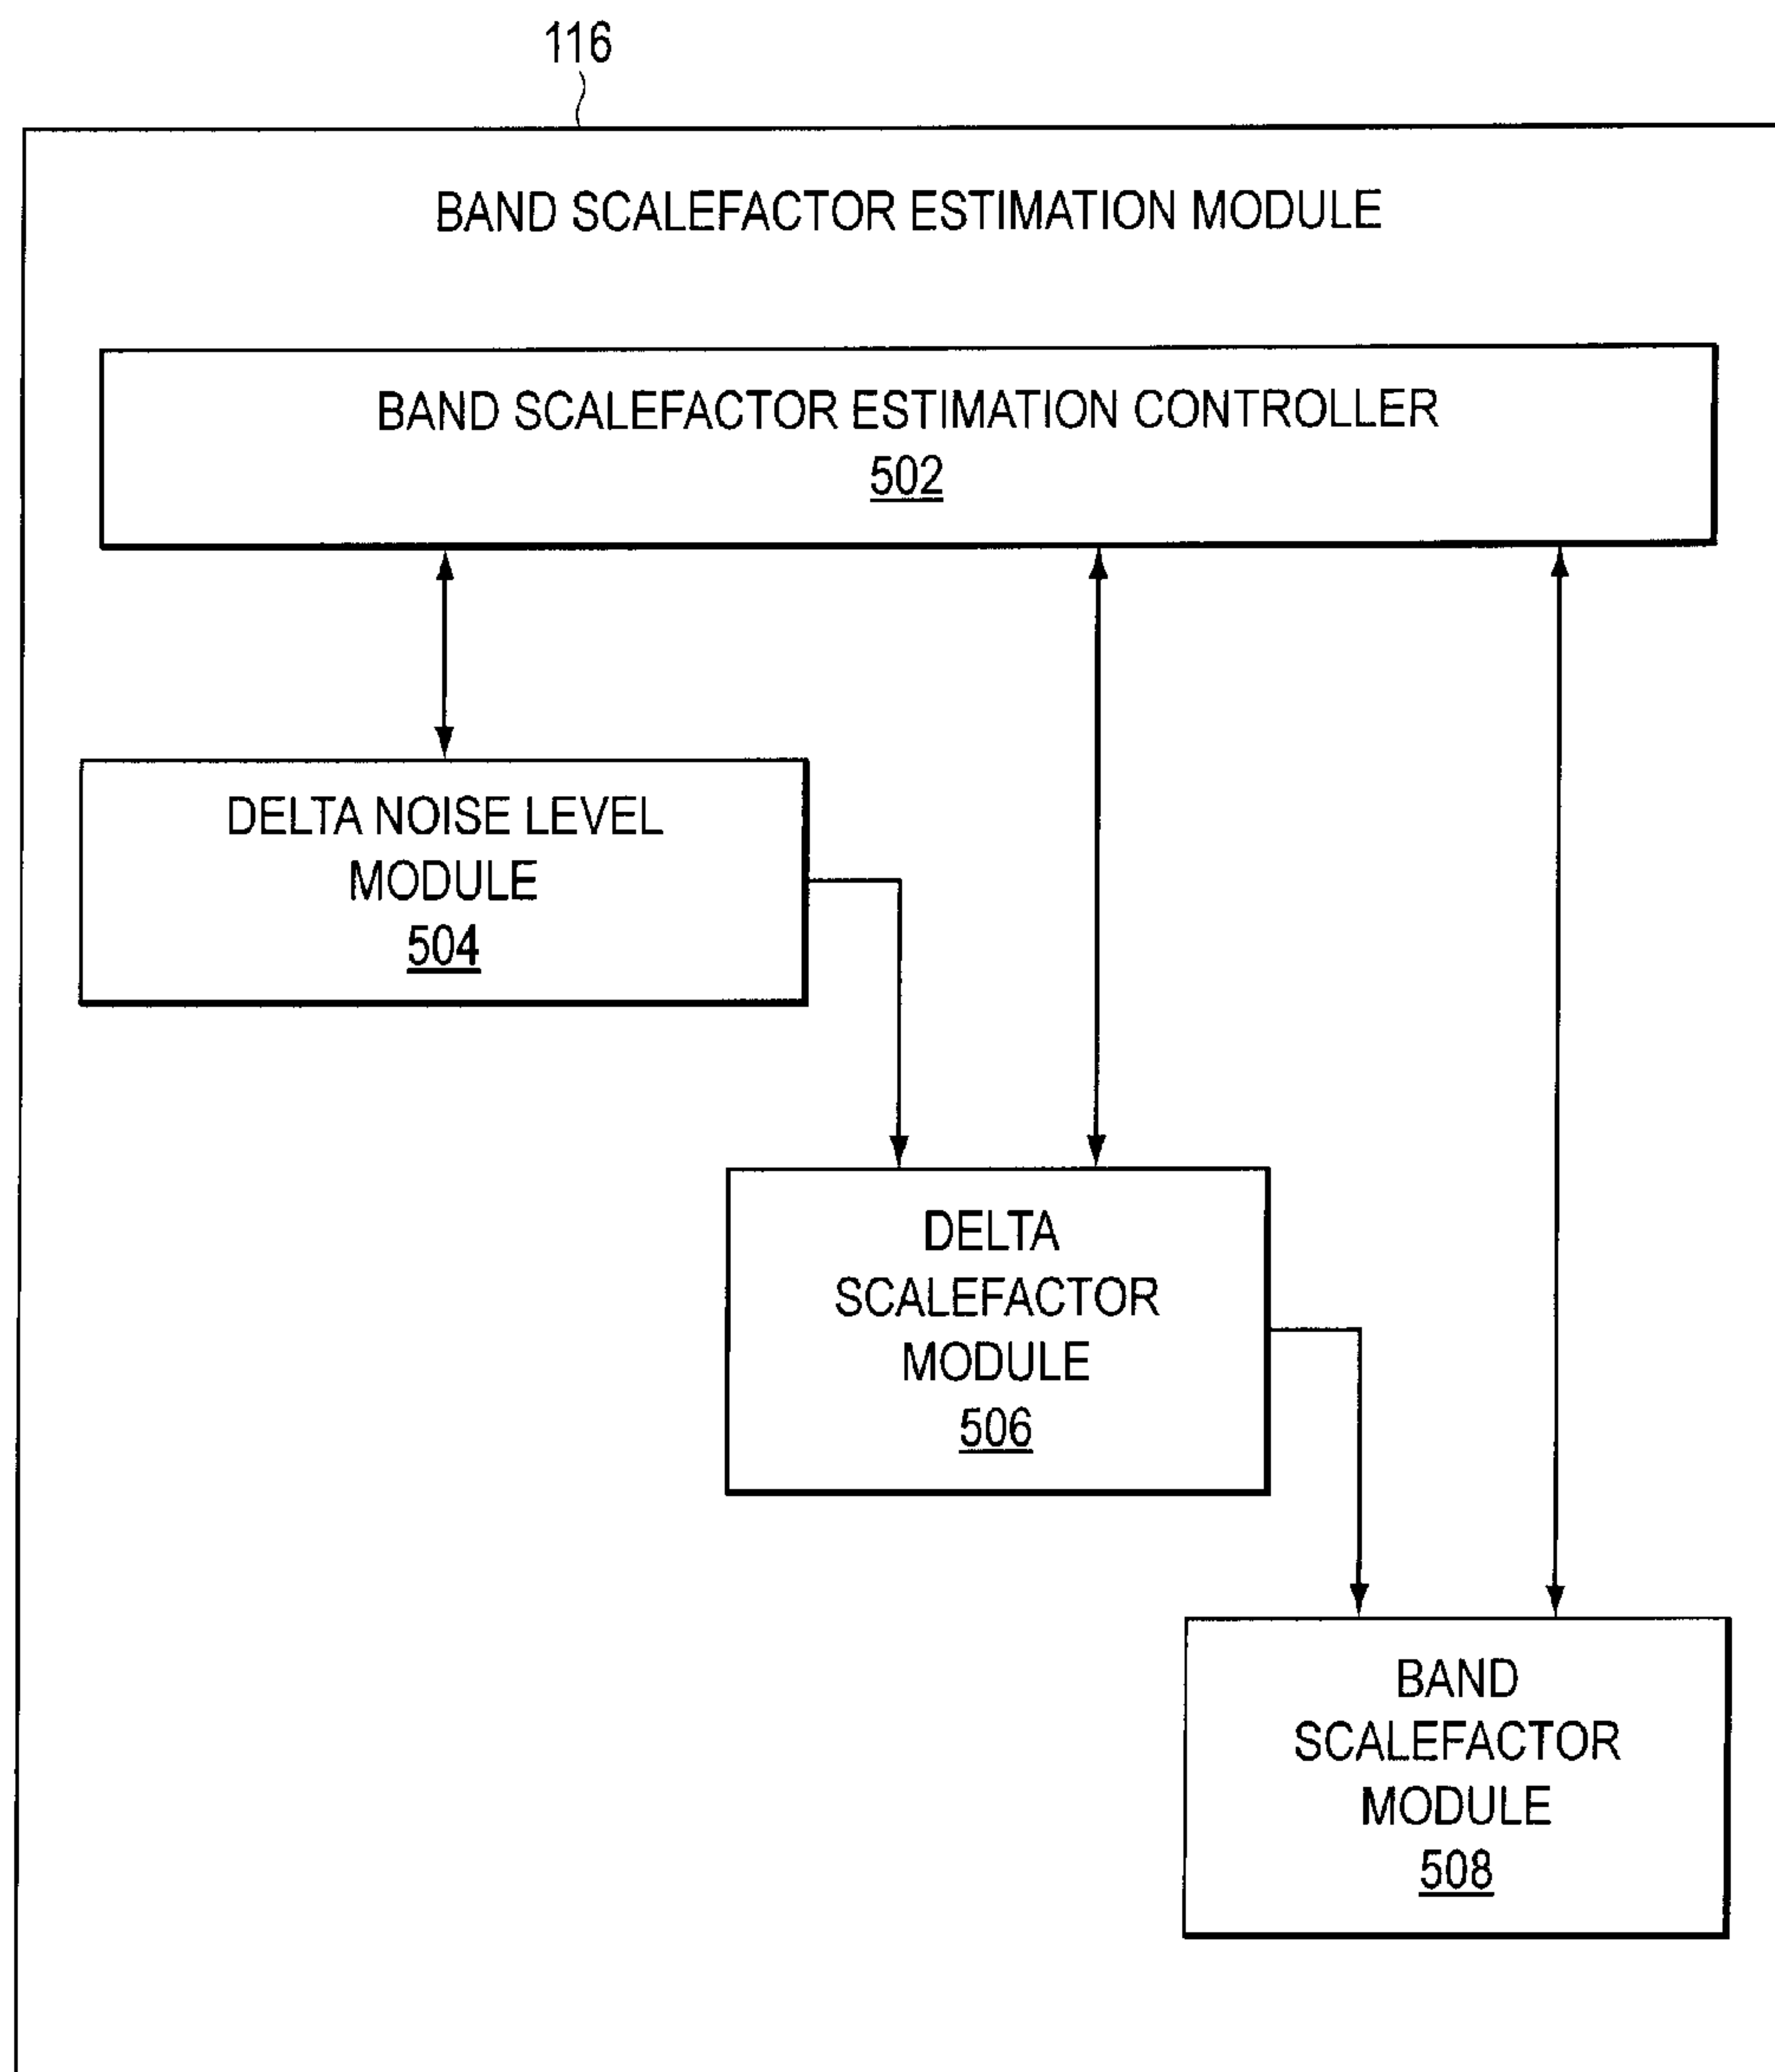 116
BAND SCALEFACTOR ESTIMATION MODULE
BAND SCALEFACTOR ESTIMATION CONTROLLER
502
DELTA NOISE LEVEL
MODULE
504
DELTA
SCALEFACTOR
MODULE
506
BAND
SCALEFACTOR
MODULE
508